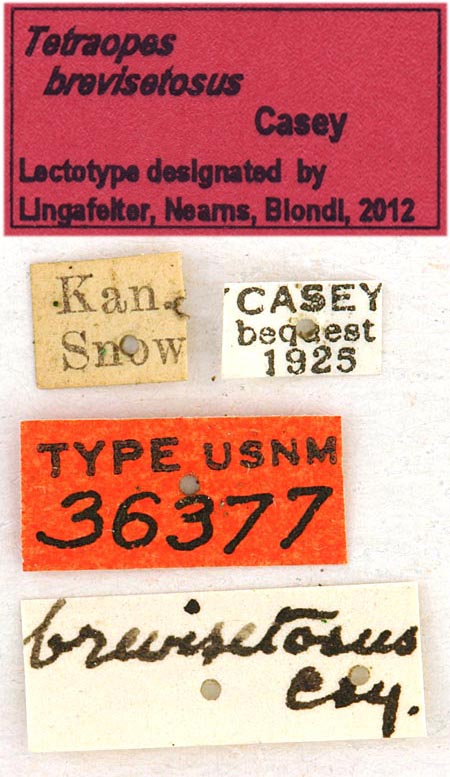 Tetraopes
brevisetosus
Casey
Lectotype designated by
Lingafelter, Nearns, Biondi, 2012
Kan.
Snow
CASEY
bequest
1925
TYPE USNM
36377
brevisetosus
Csy.